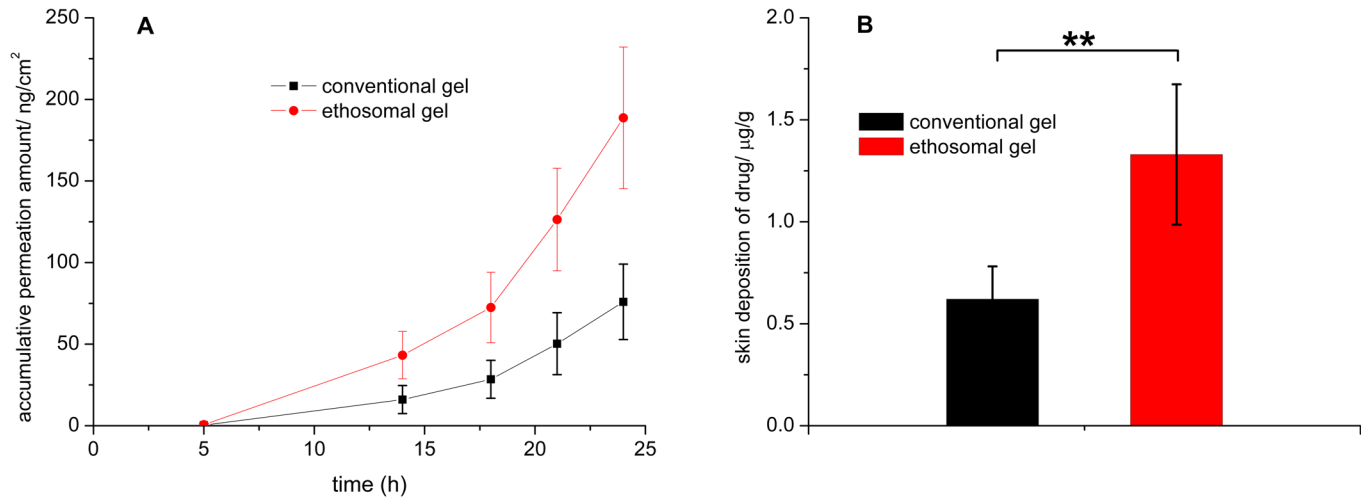 A
accumulative permeation amount/ ng/cm²
250
200
150
100
50
0
conventional gel
ethosomal gel
0
5
10
15
20
25
time (h)
B
**
skin deposition of drug/ μg/g
2.0
1.5
1.0
0.5
0.0
conventional gel
ethosomal gel